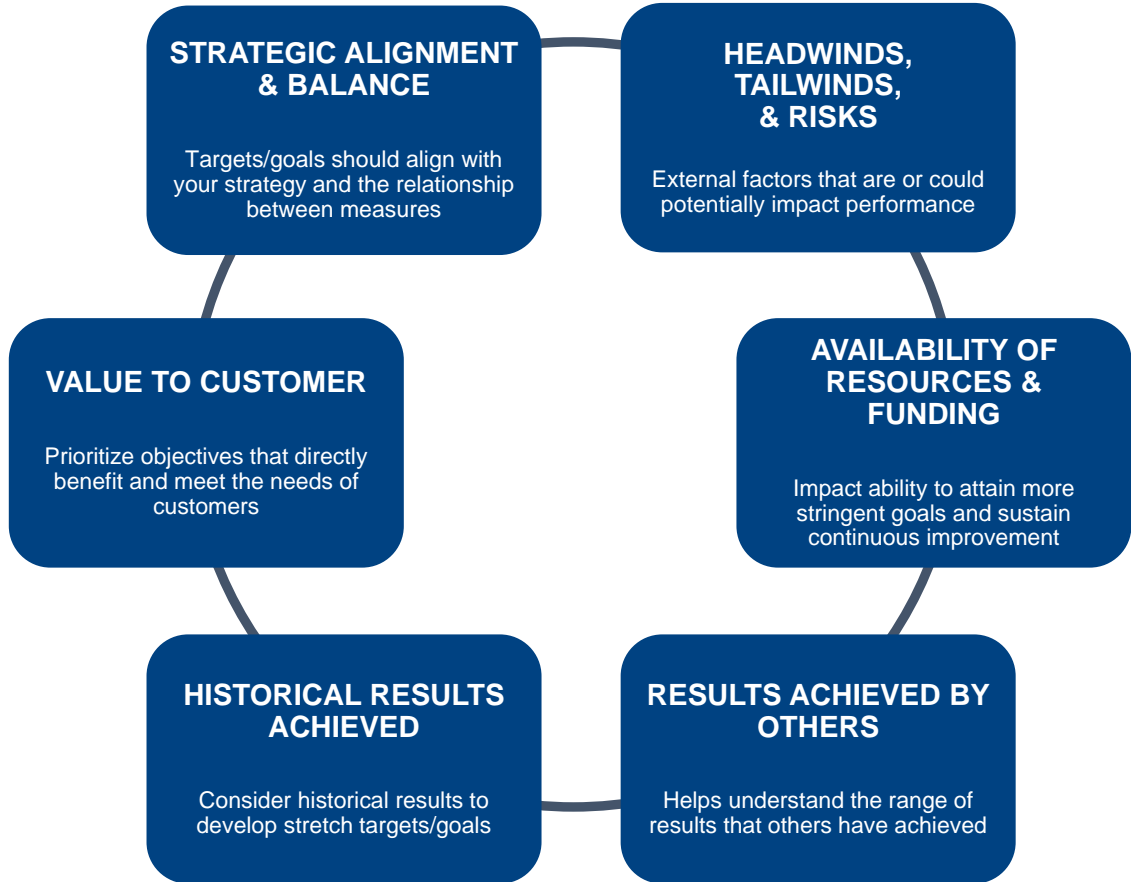 STRATEGIC ALIGNMENT
& BALANCE
Targets/goals should align with
your strategy and the relationship
between measures
HEADWINDS,
TAILWINDS,
& RISKS
External factors that are or could
potentially impact performance
AVAILABILITY OF
RESOURCES &
FUNDING
Impact ability to attain more
stringent goals and sustain
continuous improvement
RESULTS ACHIEVED BY
OTHERS
Helps understand the range of
results that others have achieved
HISTORICAL RESULTS
ACHIEVED
Consider historical results to
develop stretch targets/goals
VALUE TO CUSTOMER
Prioritize objectives that directly
benefit and meet the needs of
customers